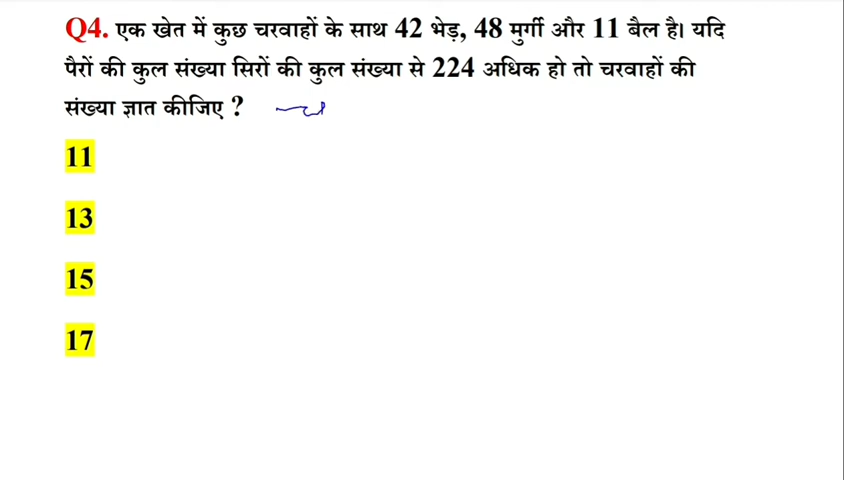 Q4. एक खेत में कुछ चरवाहों के साथ 42 भेड़, 48 मुर्गी और 11 बैल है। यदि
पैरों की कुल संख्या सिरों की कुल संख्या से 224 अधिक हो तो चरवाहों की
संख्या ज्ञात कीजिए ?
11
13
15
17